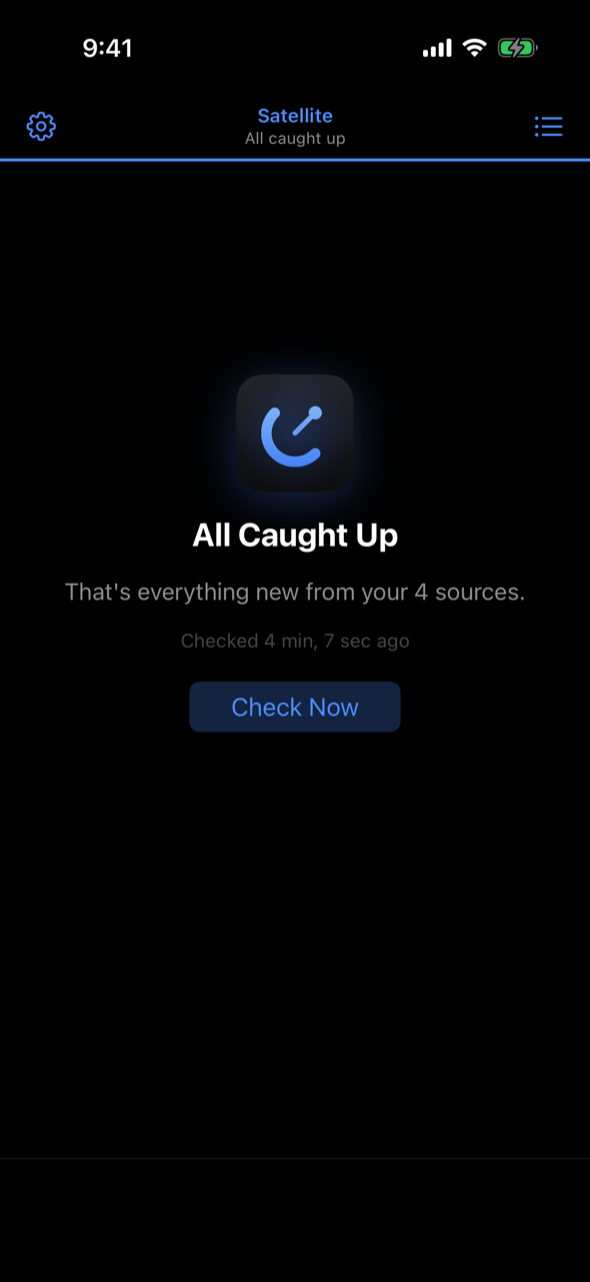 9:41
Satellite
All caught up
All Caught Up
That's everything new from your 4 sources.
Checked 4 min, 7 sec ago
Check Now